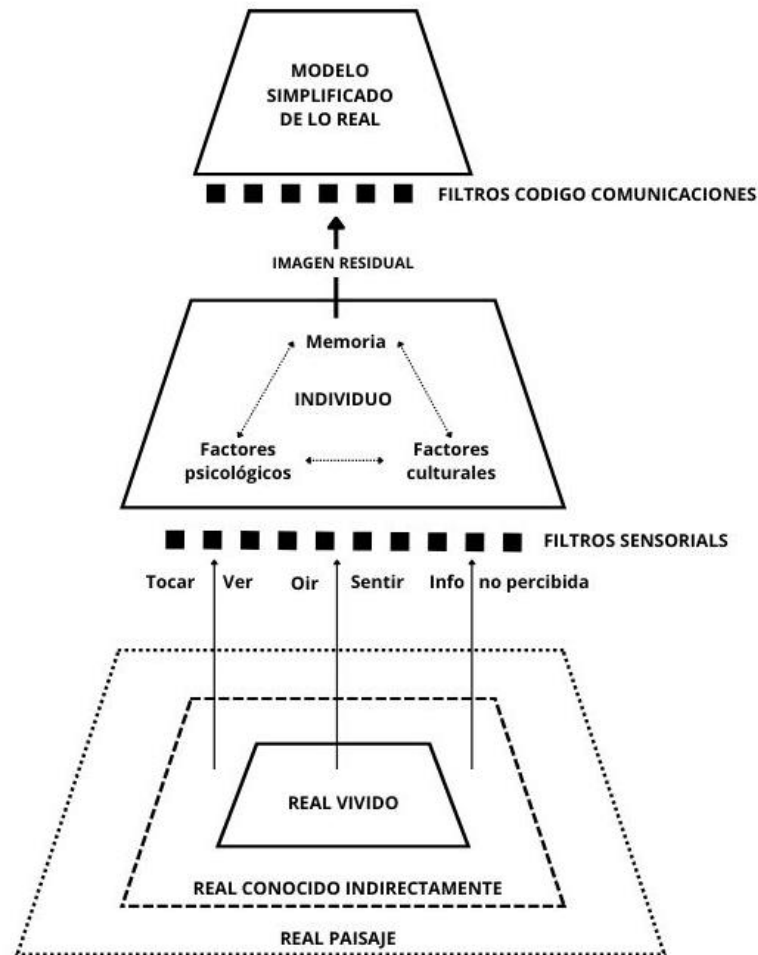 MODELO
SIMPLIFICADO
DE LO REAL
FILTROS CODIGO COMUNICACIONES
IMAGEN RESIDUAL
Memoria
INDIVIDUO
Factores
psicológicos
Factores
culturales
FILTROS SENSORIALS
Tocar Ver Oir Sentir Info no percibida
REAL VIVIDO
REAL CONOCIDO INDIRECTAMENTE
REAL PAISAJE